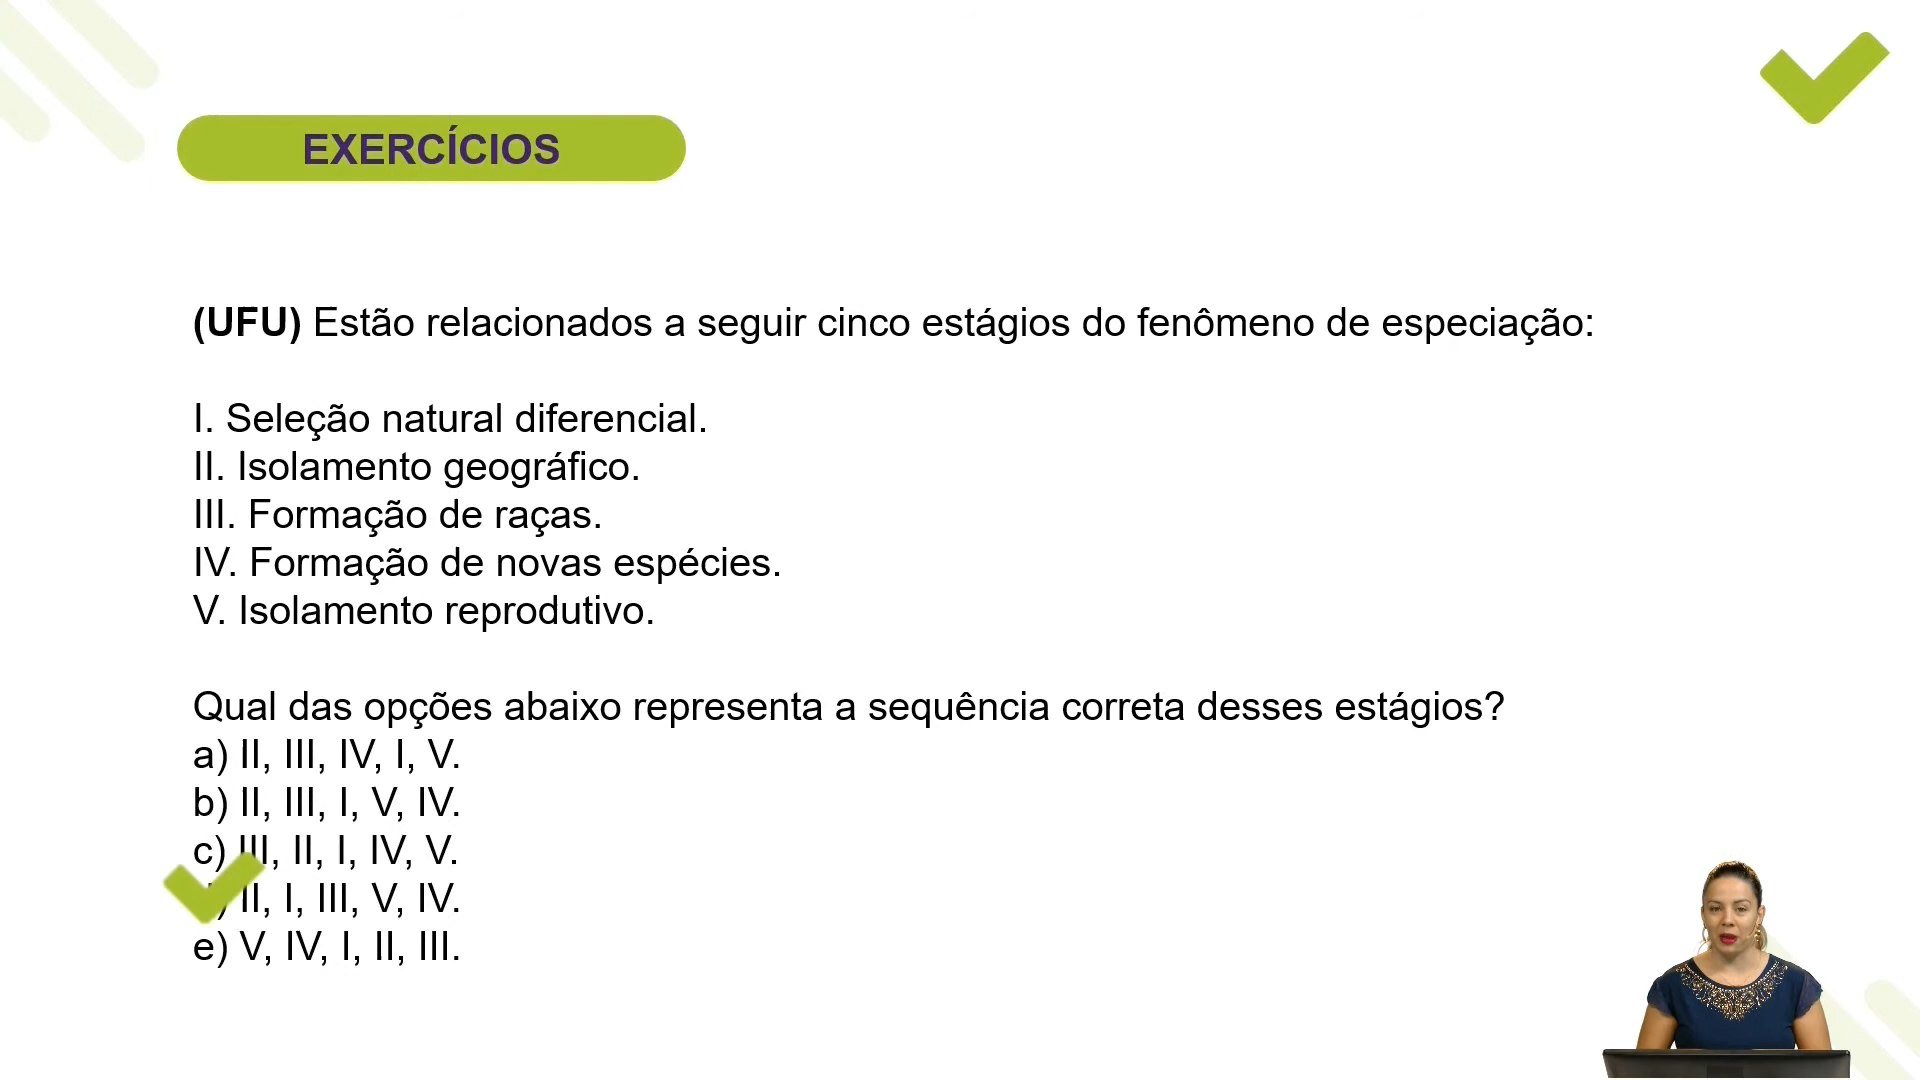 EXERCÍCIOS
(UFU) Estão relacionados a seguir cinco estágios do fenômeno de especiação:
I. Seleção natural diferencial.
II. Isolamento geográfico.
III. Formação de raças.
IV. Formação de novas espécies.
V. Isolamento reprodutivo.
Qual das opções abaixo representa a sequência correta desses estágios?
a) II, III, IV, I, V.
b) II, III, I, V, IV.
c) III, II, I, IV, V.
d) II, I, III, V, IV.
e) V, IV, I, II, III.